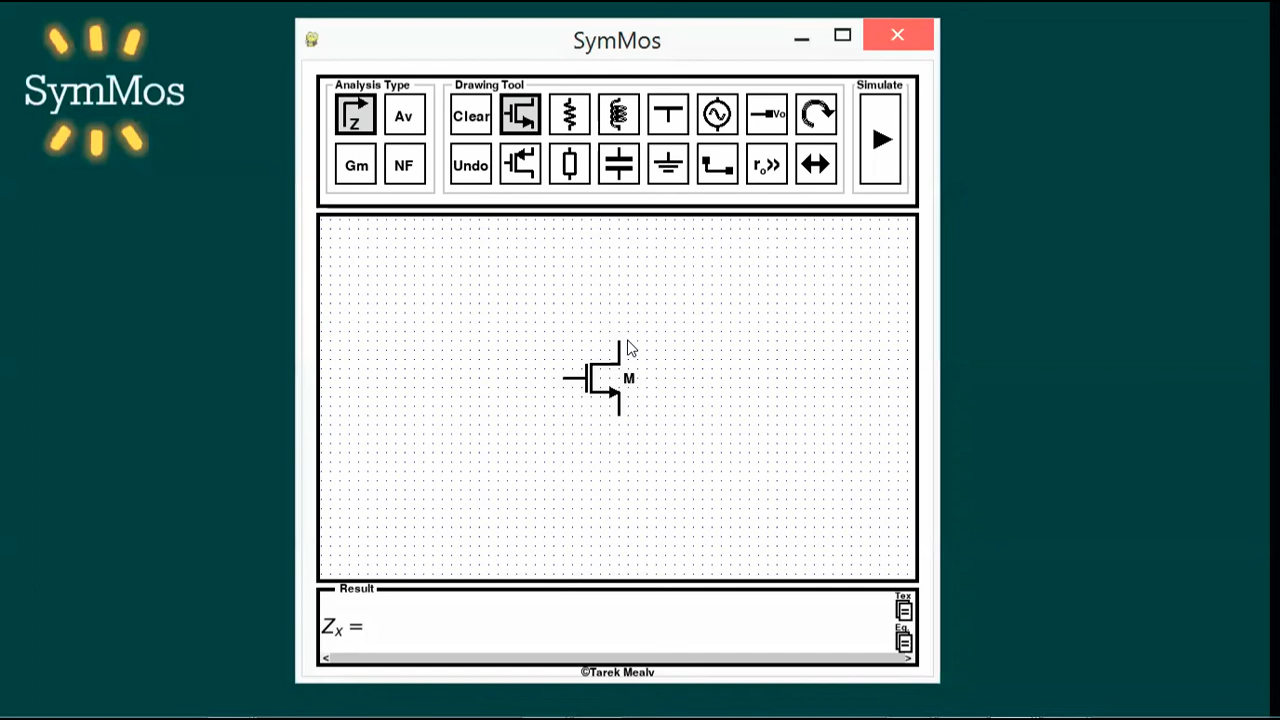 SymMos
SymMos
Analysis Type
Drawing Tool
Simulate
Z
Av
Clear
Vo
Gm
NF
Undo
ro»
M
Result
Zx =
Tex
Eq.
< >
©Tarek Mealy